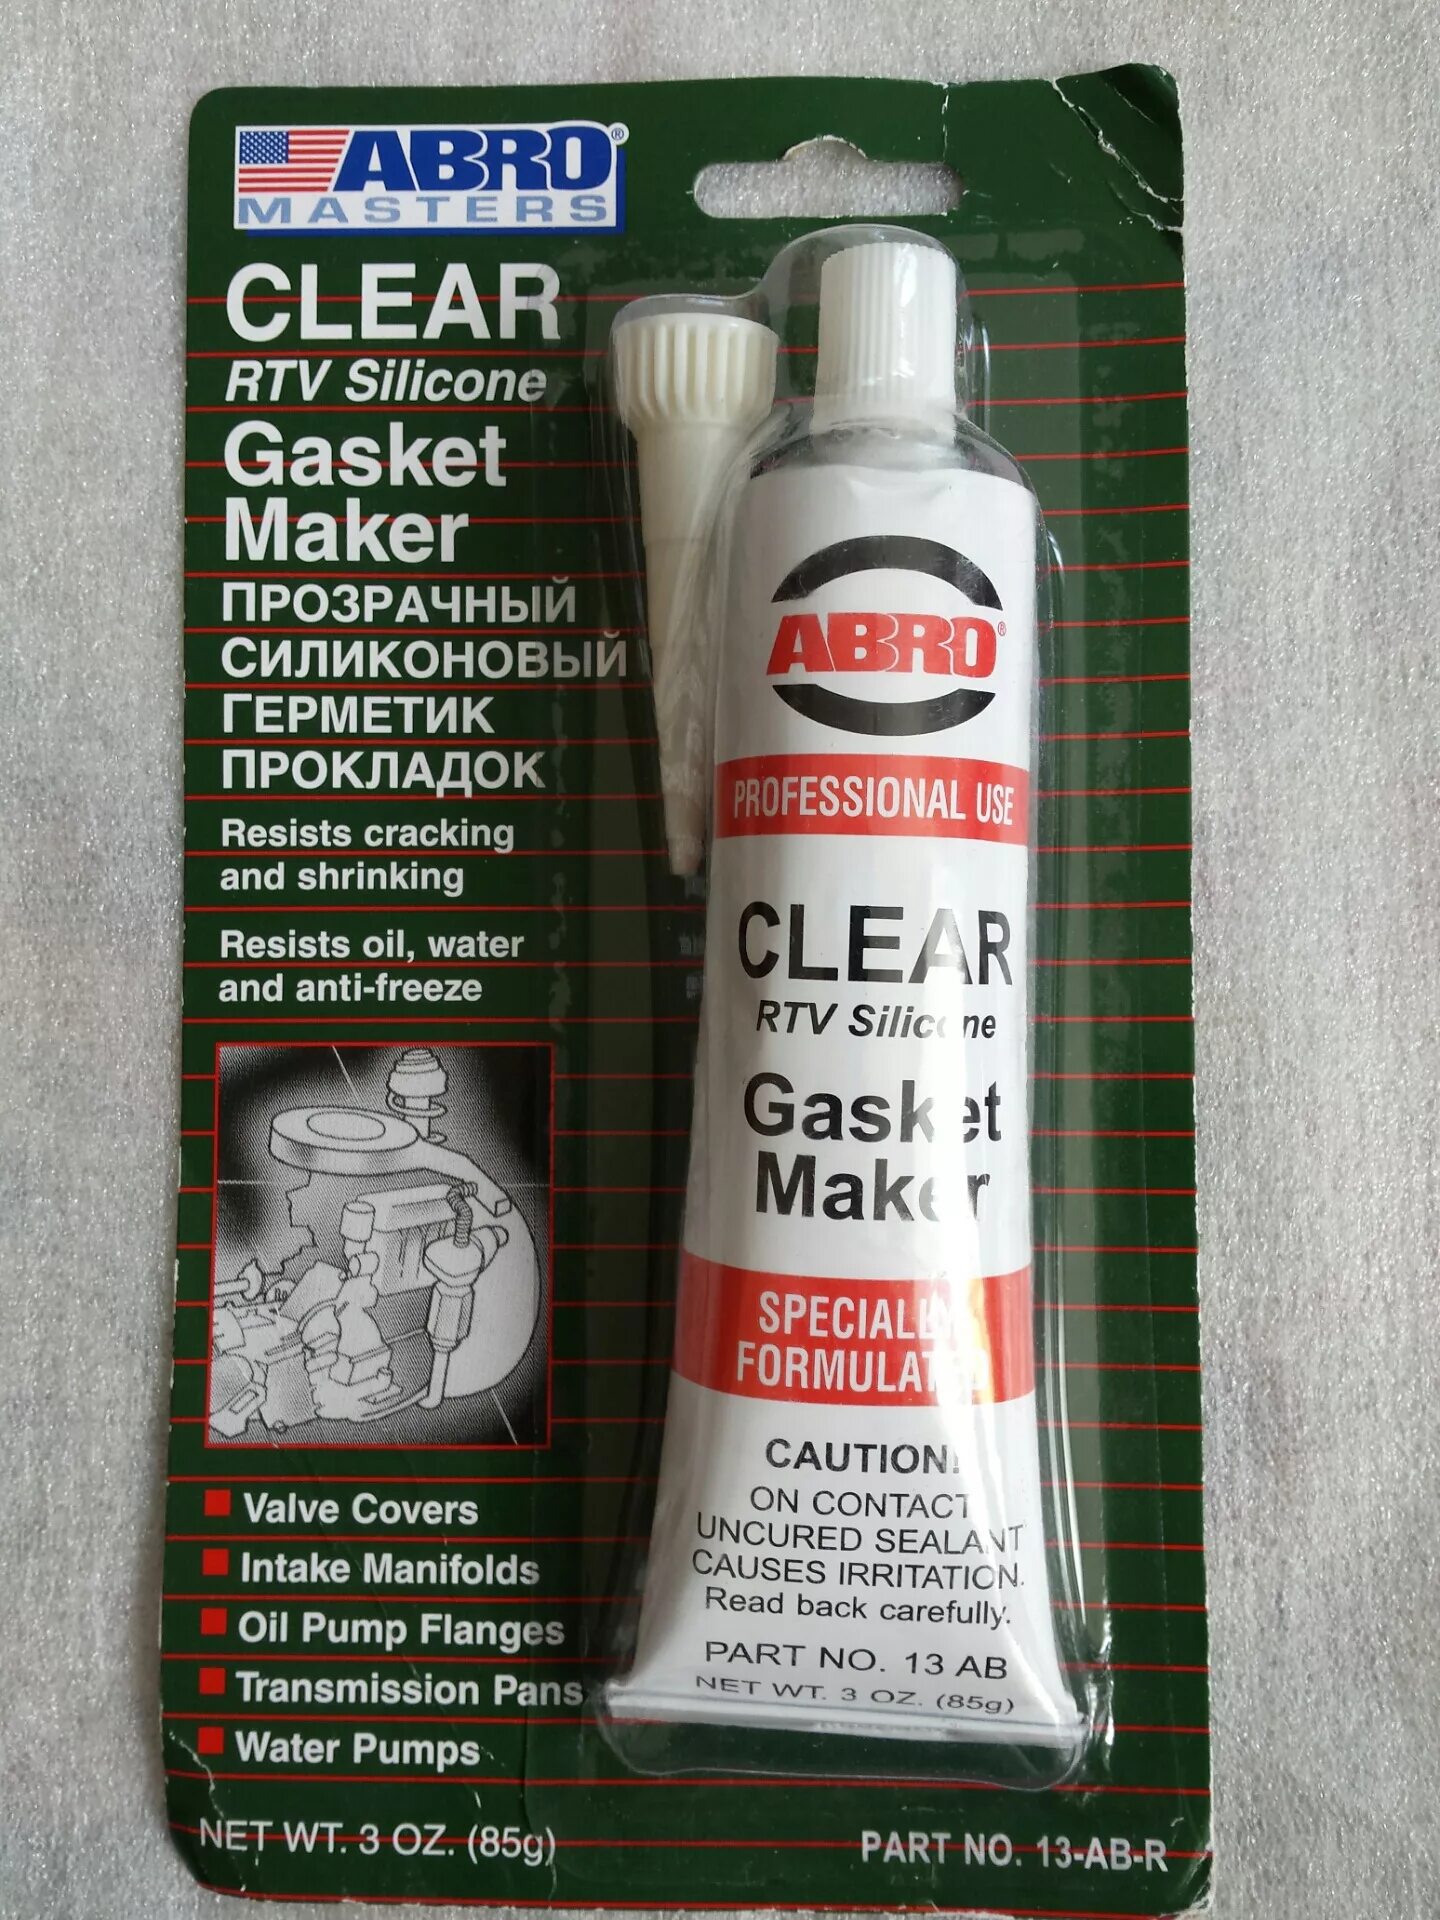 ABRO®
MASTERS
CLEAR
RTV Silicone
Gasket
Maker
ПРОЗРАЧНЫЙ
СИЛИКОНОВЫЙ
ГЕРМЕТИК
ПРОКЛАДОК
Resists cracking
and shrinking
Resists oil, water
and anti-freeze
Valve Covers
Intake Manifolds
Oil Pump Flanges
Transmission Pans
Water Pumps
NET WT. 3 OZ. (85g)
ABRO®
PROFESSIONAL USE
CLEAR
RTV Silicone
Gasket
Maker
SPECIALLY
FORMULATED
CAUTION!
ON CONTACT
UNCURED SEALANT
CAUSES IRRITATION.
Read back carefully.
PART NO. 13 AB
NET WT. 3 OZ. (85g)
PART NO. 13-AB-R